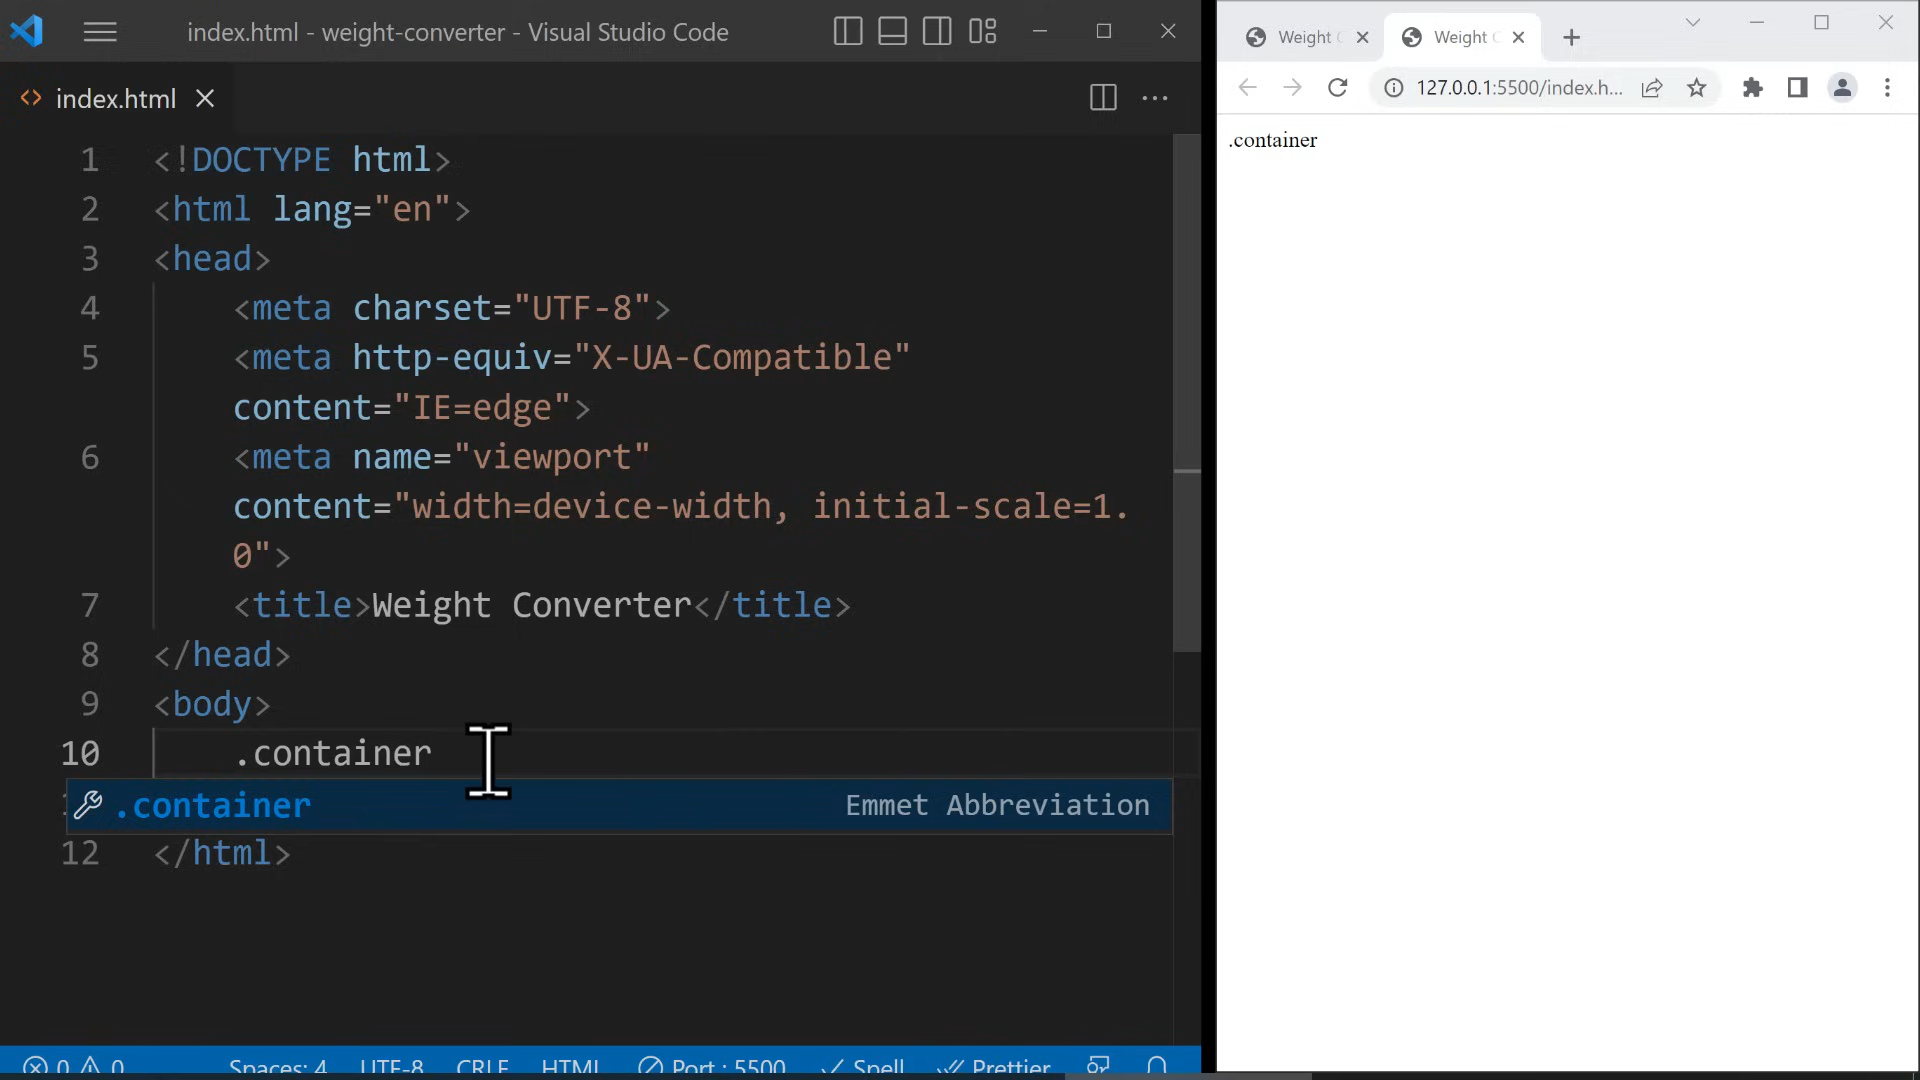 index.html - weight-converter - Visual Studio Code
index.html
1 <!DOCTYPE html>
2 <html lang="en">
3 <head>
4 <meta charset="UTF-8">
5 <meta http-equiv="X-UA-Compatible"
content="IE=edge">
6 <meta name="viewport"
content="width=device-width, initial-scale=1.
0">
7 <title>Weight Converter</title>
8 </head>
9 <body>
10 .container
.container Emmet Abbreviation
12 </html>
0 0 Spaces: 4 UTF-8 CRLF HTML Port : 5500 Spell Prettier
Weight Weight
127.0.0.1:5500/index.h...
.container